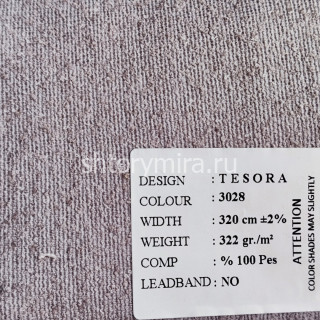 shtorymira.ru
DESIGN : TESORA
COLOUR : 3028
WIDTH : 320 cm ±2%
WEIGHT : 322 gr./m²
COMP : % 100 Pes
LEADBAND : NO
ATTENTION
COLOR SHADES MAY SLIGHTLY